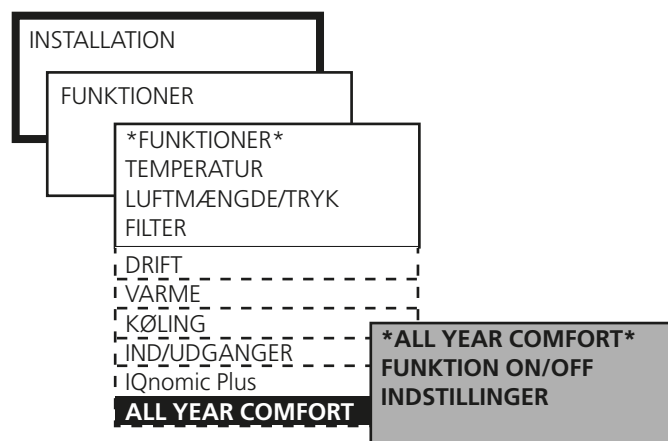 INSTALLATION
FUNKTIONER
*FUNKTIONER*
TEMPERATUR
LUFTMÆNGDE/TRYK
FILTER
DRIFT
VARME
KØLING
IND/UDGANGER
IQnomic Plus
ALL YEAR COMFORT
*ALL YEAR COMFORT*
FUNKTION ON/OFF
INDSTILLINGER